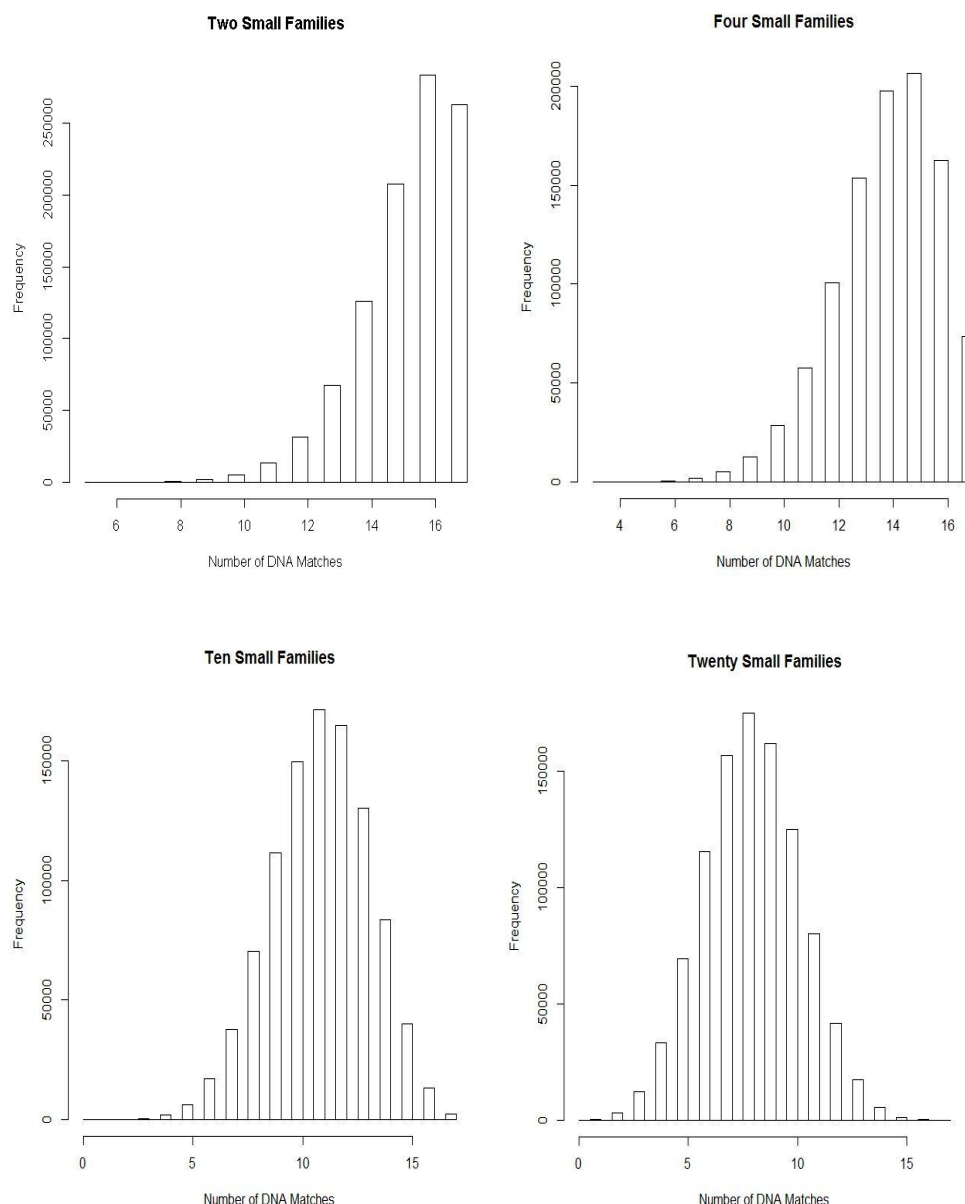 Two Small Families
Frequency
0 50000 100000 150000 200000 250000
6 8 10 12 14 16
Number of DNA Matches
Four Small Families
Frequency
0 50000 100000 150000 200000
4 6 8 10 12 14 16
Number of DNA Matches
Ten Small Families
Frequency
0 50000 100000 150000
0 5 10 15
Number of DNA Matches
Twenty Small Families
Frequency
0 50000 100000 150000
0 5 10 15
Number of DNA Matches